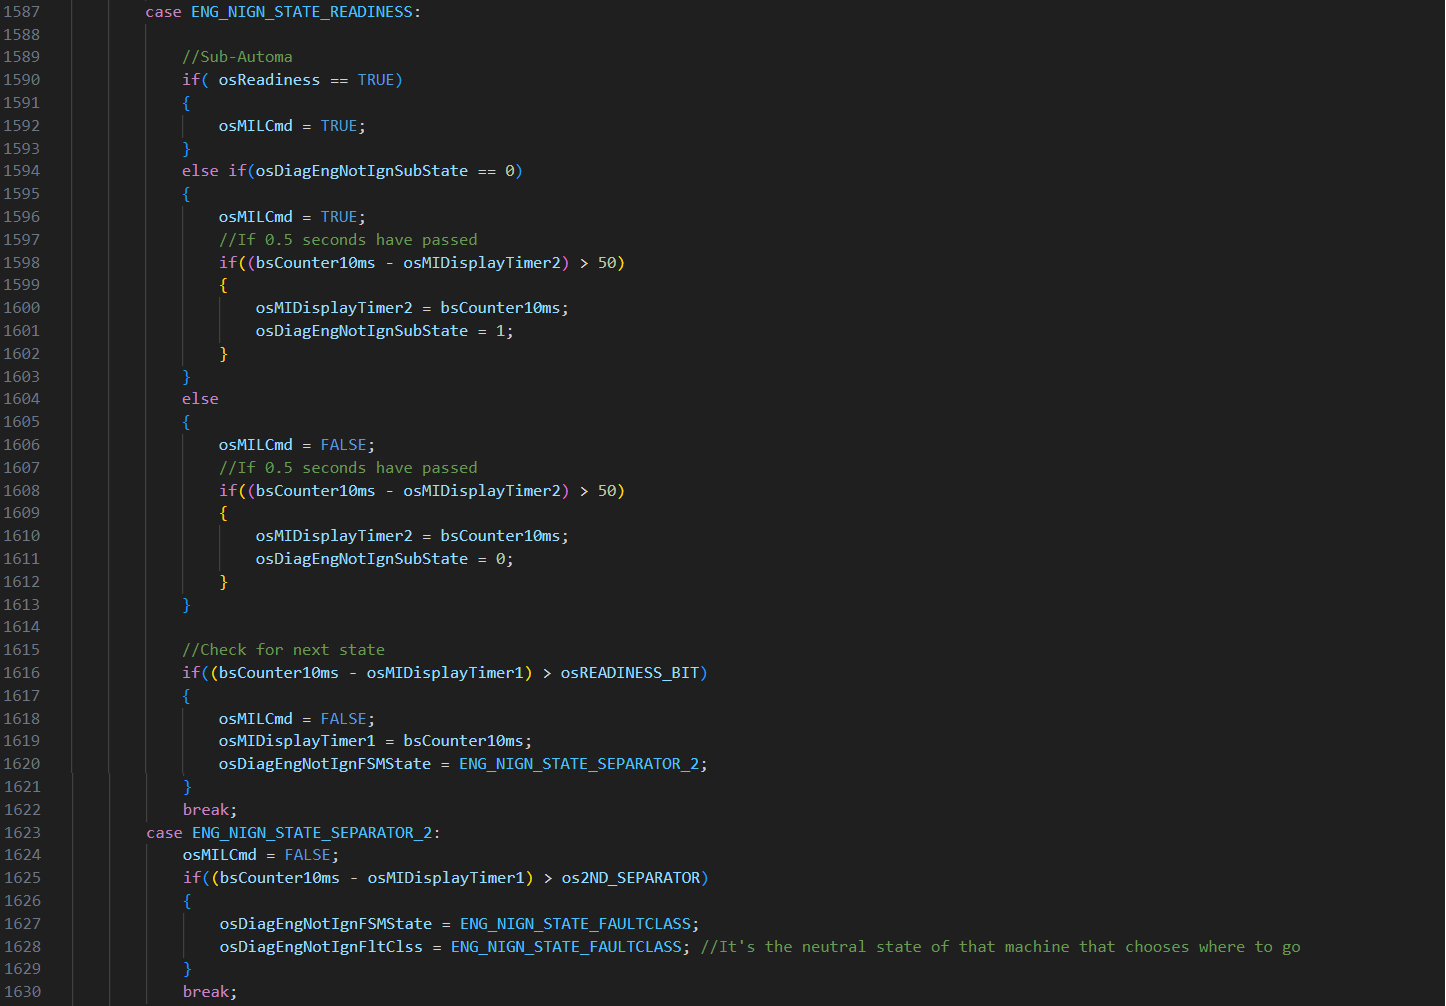 1587 case ENG_NIGN_STATE_READINESS:
1588
1589 //Sub-Automa
1590 if( osReadiness == TRUE)
1591 {
1592 osMILCmd = TRUE;
1593 }
1594 else if(osDiagEngNotIgnSubState == 0)
1595 {
1596 osMILCmd = TRUE;
1597 //If 0.5 seconds have passed
1598 if((bsCounter10ms - osMIDisplayTimer2) > 50)
1599 {
1600 osMIDisplayTimer2 = bsCounter10ms;
1601 osDiagEngNotIgnSubState = 1;
1602 }
1603 }
1604 else
1605 {
1606 osMILCmd = FALSE;
1607 //If 0.5 seconds have passed
1608 if((bsCounter10ms - osMIDisplayTimer2) > 50)
1609 {
1610 osMIDisplayTimer2 = bsCounter10ms;
1611 osDiagEngNotIgnSubState = 0;
1612 }
1613 }
1614
1615 //Check for next state
1616 if((bsCounter10ms - osMIDisplayTimer1) > osREADINESS_BIT)
1617 {
1618 osMILCmd = FALSE;
1619 osMIDisplayTimer1 = bsCounter10ms;
1620 osDiagEngNotIgnFSMState = ENG_NIGN_STATE_SEPARATOR_2;
1621 }
1622 break;
1623 case ENG_NIGN_STATE_SEPARATOR_2:
1624 osMILCmd = FALSE;
1625 if((bsCounter10ms - osMIDisplayTimer1) > os2ND_SEPARATOR)
1626 {
1627 osDiagEngNotIgnFSMState = ENG_NIGN_STATE_FAULTCLASS;
1628 osDiagEngNotIgnFltClss = ENG_NIGN_STATE_FAULTCLASS; //It's the neutral state of that machine that chooses where to go
1629 }
1630 break;